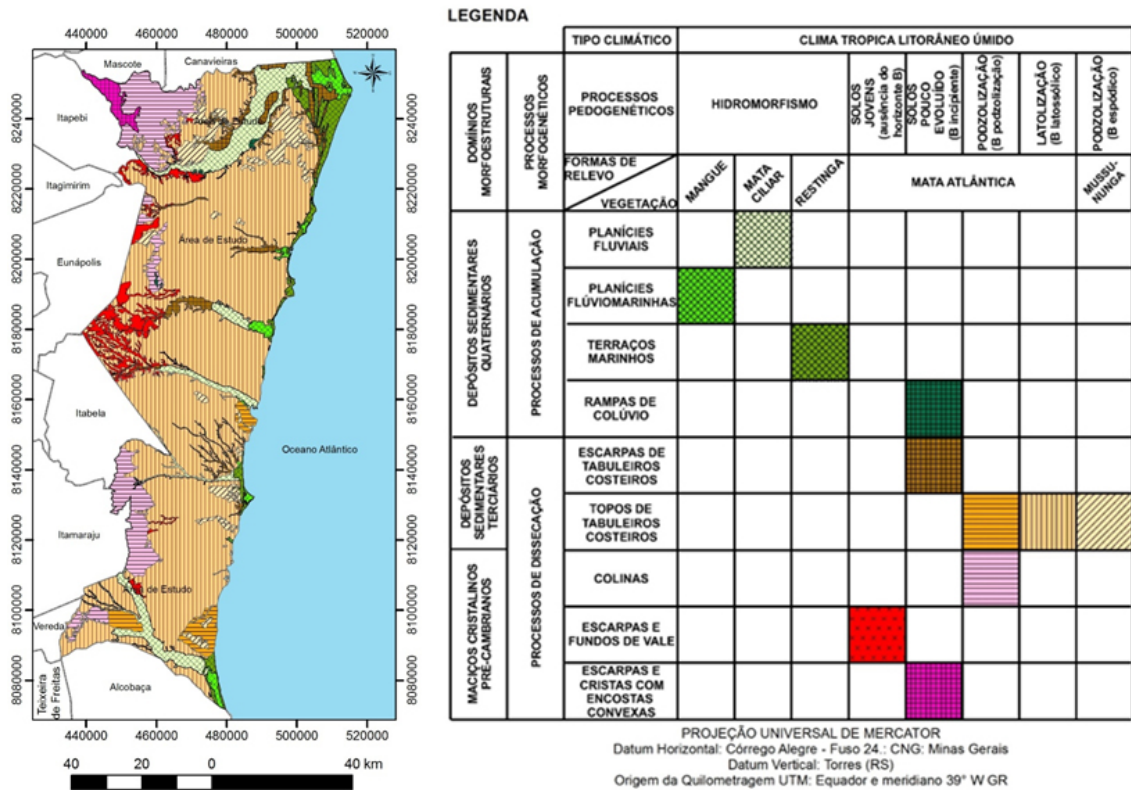 440000 460000 480000 500000 520000
Mascote
Canavieiras
8240000
Área de Estudo
Itapebi
8220000
Itagimirim
Área de Estudo
8200000
Eunápolis
8180000
8160000
Itabela
Oceano Atlântico
8140000
8120000
Itamaraju
Área de Estudo
8100000
Vereda
8080000
Alcobaça
Teixeira
de Freitas
440000 460000 480000 500000 520000
40 20 0 40 km
LEGENDA
TIPO CLIMÁTICO
CLIMA TROPICA LITORÂNEO ÚMIDO
DOMÍNIOS
MORFOESTRUTURAIS
PROCESSOS
MORFOGENÉTICOS
PROCESSOS
PEDOGENÉTICOS
HIDROMORFISMO
SOLOS
JOVENS
(ausência do
horizonte B)
SOLOS
POUCO
EVOLUÍDO
(B incipiente)
PODZOLIZAÇÃO
(B podzolização)
LATOLIZAÇÃO
(B latossólico)
PODZOLIZAÇÃO
(B espódico)
FORMAS DE
RELEVO
VEGETAÇÃO
MANGUE
MATA
CILIAR
RESTINGA
MATA ATLÂNTICA
MUSSU-
NUNGA
DEPÓSITOS SEDIMENTARES
QUATERNÁRIOS
PROCESSOS DE ACUMULAÇÃO
PLANÍCIES
FLUVIAIS
PLANÍCIES
FLÚVIOMARINHAS
TERRAÇOS
MARINHOS
RAMPAS DE
COLÚVIO
DEPÓSITOS
SEDIMENTARES
TERCIÁRIOS
PROCESSOS DE DISSECAÇÃO
ESCARPAS DE
TABULEIROS
COSTEIROS
TOPOS DE
TABULEIROS
COSTEIROS
MACIÇOS CRISTALINOS
PRÉ-CAMBRIANOS
COLINAS
ESCARPAS E
FUNDOS DE VALE
ESCARPAS E
CRISTAS COM
ENCOSTAS
CONVEXAS
PROJEÇÃO UNIVERSAL DE MERCATOR
Datum Horizontal: Córrego Alegre - Fuso 24.: CNG: Minas Gerais
Datum Vertical: Torres (RS)
Origem da Quilometragem UTM: Equador e meridiano 39° W GR